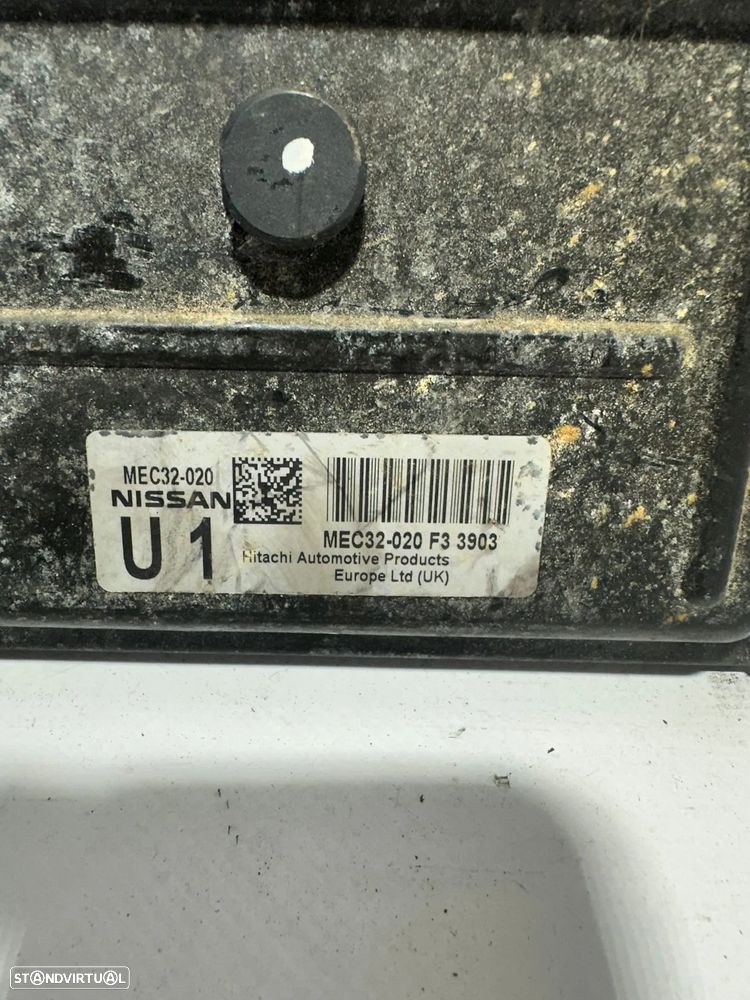 MEC32-020
NISSAN
U1
MEC32-020 F3 3903
Hitachi Automotive Products
Europe Ltd (UK)
STANDVIRTUAL